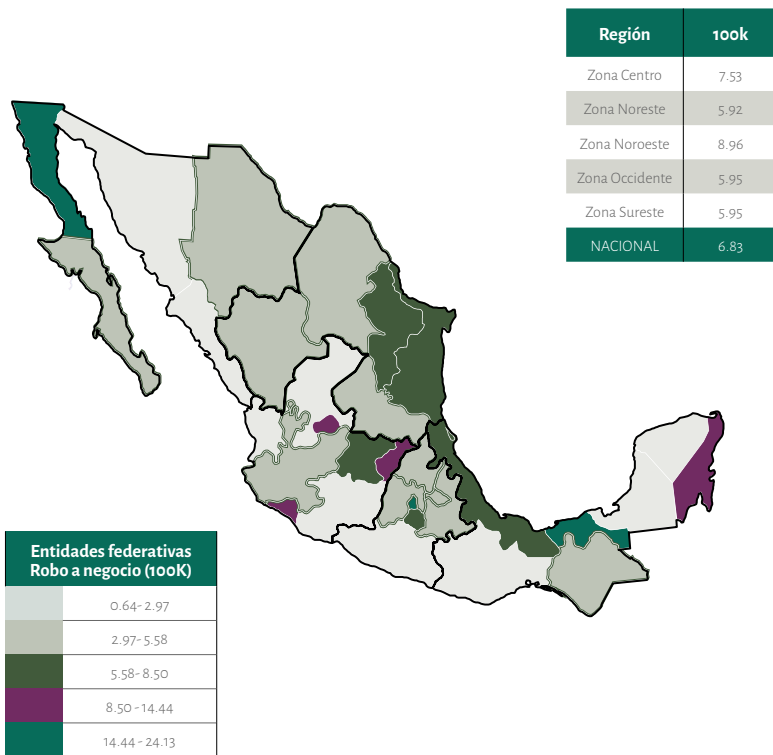 Región 100k
Zona Centro 7.53
Zona Noreste 5.92
Zona Noroeste 8.96
Zona Occidente 5.95
Zona Sureste 5.95
NACIONAL 6.83
Entidades federativas
Robo a negocio (100K)
0.64-2.97
2.97-5.58
5.58-8.50
8.50-14.44
14.44-24.13